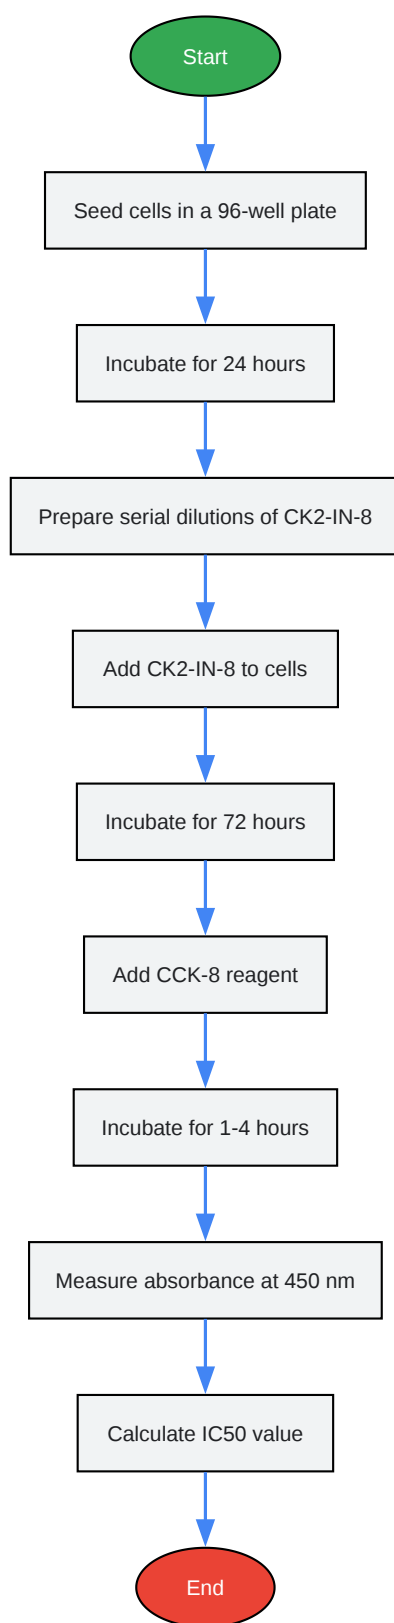 Start
Seed cells in a 96-well plate
Incubate for 24 hours
Prepare serial dilutions of CK2-IN-8
Add CK2-IN-8 to cells
Incubate for 72 hours
Add CCK-8 reagent
Incubate for 1-4 hours
Measure absorbance at 450 nm
Calculate IC50 value
End